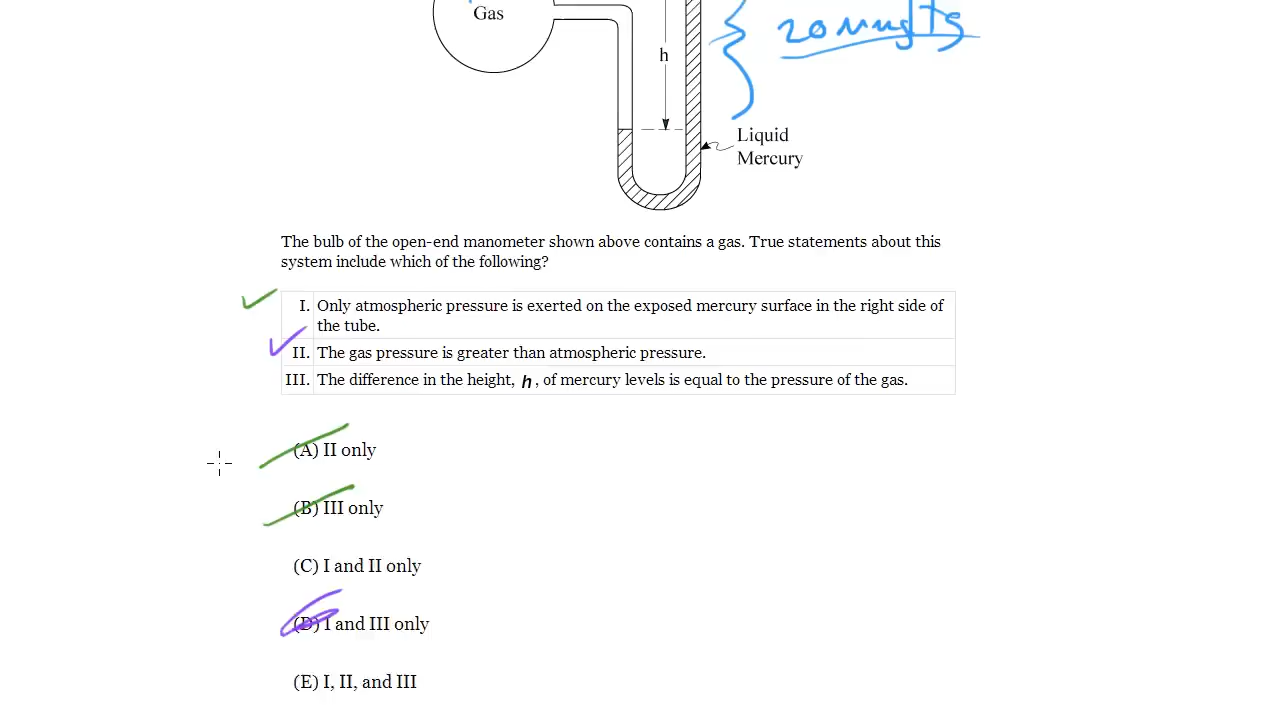 Gas
20 mmHg
h
Liquid
Mercury
The bulb of the open-end manometer shown above contains a gas. True statements about this
system include which of the following?
I. Only atmospheric pressure is exerted on the exposed mercury surface in the right side of
the tube.
II. The gas pressure is greater than atmospheric pressure.
III. The difference in the height, h, of mercury levels is equal to the pressure of the gas.
(A) II only
(B) III only
(C) I and II only
(D) I and III only
(E) I, II, and III